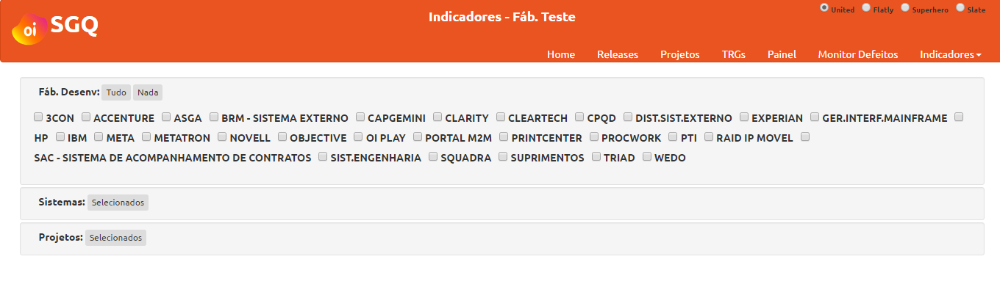 United Flatly Superhero Slate
oi SGQ
Indicadores - Fáb. Teste
Home Releases Projetos TRGs Painel Monitor Defeitos Indicadores
Fáb. Desenv: Tudo Nada
3CON ACCENTURE ASGA BRM - SISTEMA EXTERNO CAPGEMINI CLARITY CLEARTECH CPQD DIST.SIST.EXTERNO EXPERIAN GER.INTERF.MAINFRAME
HP IBM META METATRON NOVELL OBJECTIVE OI PLAY PORTAL M2M PRINTCENTER PROCWORK PTI RAID IP MOVEL
SAC - SISTEMA DE ACOMPANHAMENTO DE CONTRATOS SIST.ENGENHARIA SQUADRA SUPRIMENTOS TRIAD WEDO
Sistemas: Selecionados
Projetos: Selecionados